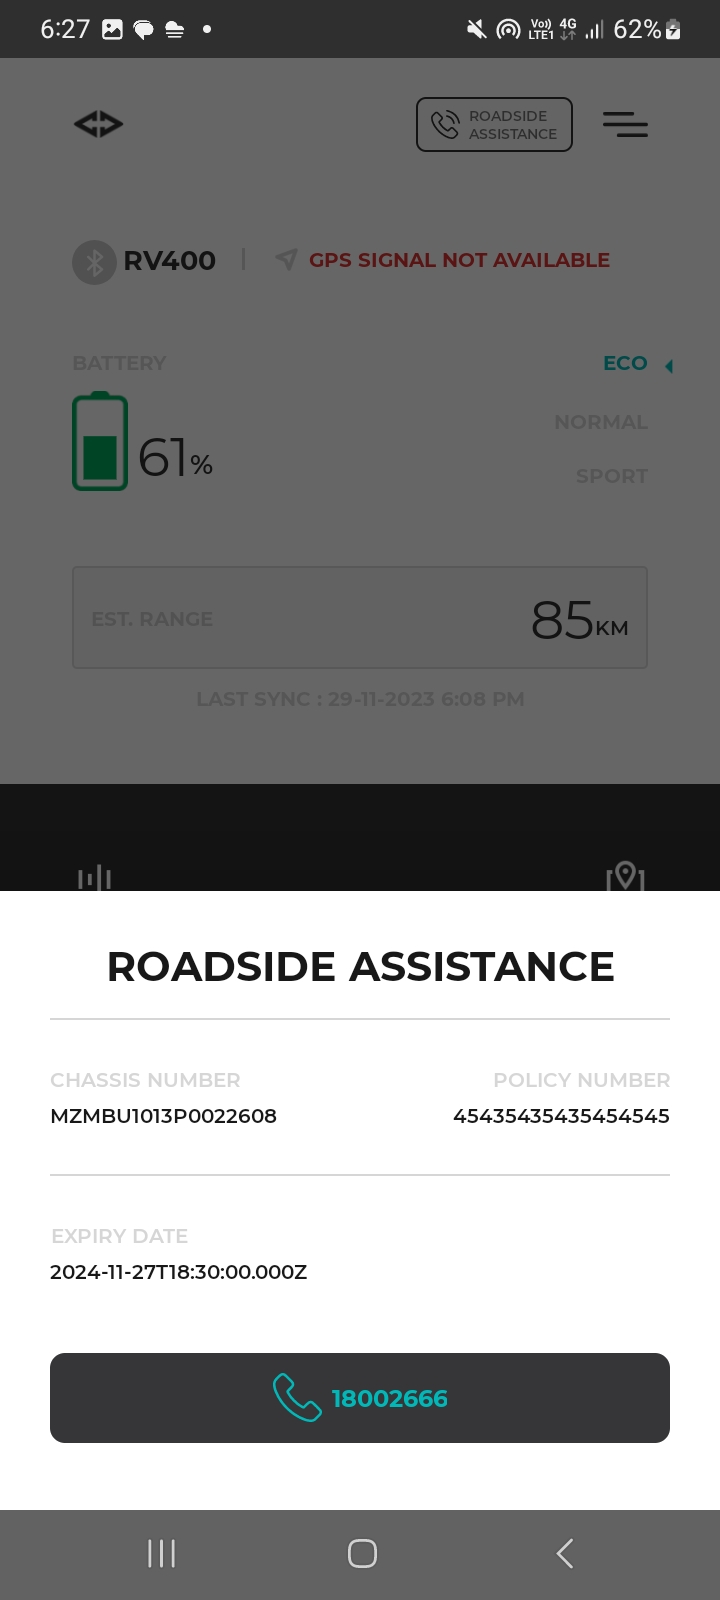 6:27
Vo)) LTE1 4G 62%
ROADSIDE
ASSISTANCE
RV400 | GPS SIGNAL NOT AVAILABLE
BATTERY
ECO
61%
NORMAL
SPORT
EST. RANGE 85KM
LAST SYNC : 29-11-2023 6:08 PM
ROADSIDE ASSISTANCE
CHASSIS NUMBER POLICY NUMBER
MZMBU1013P0022608 45435435435454545
EXPIRY DATE
2024-11-27T18:30:00.000Z
18002666